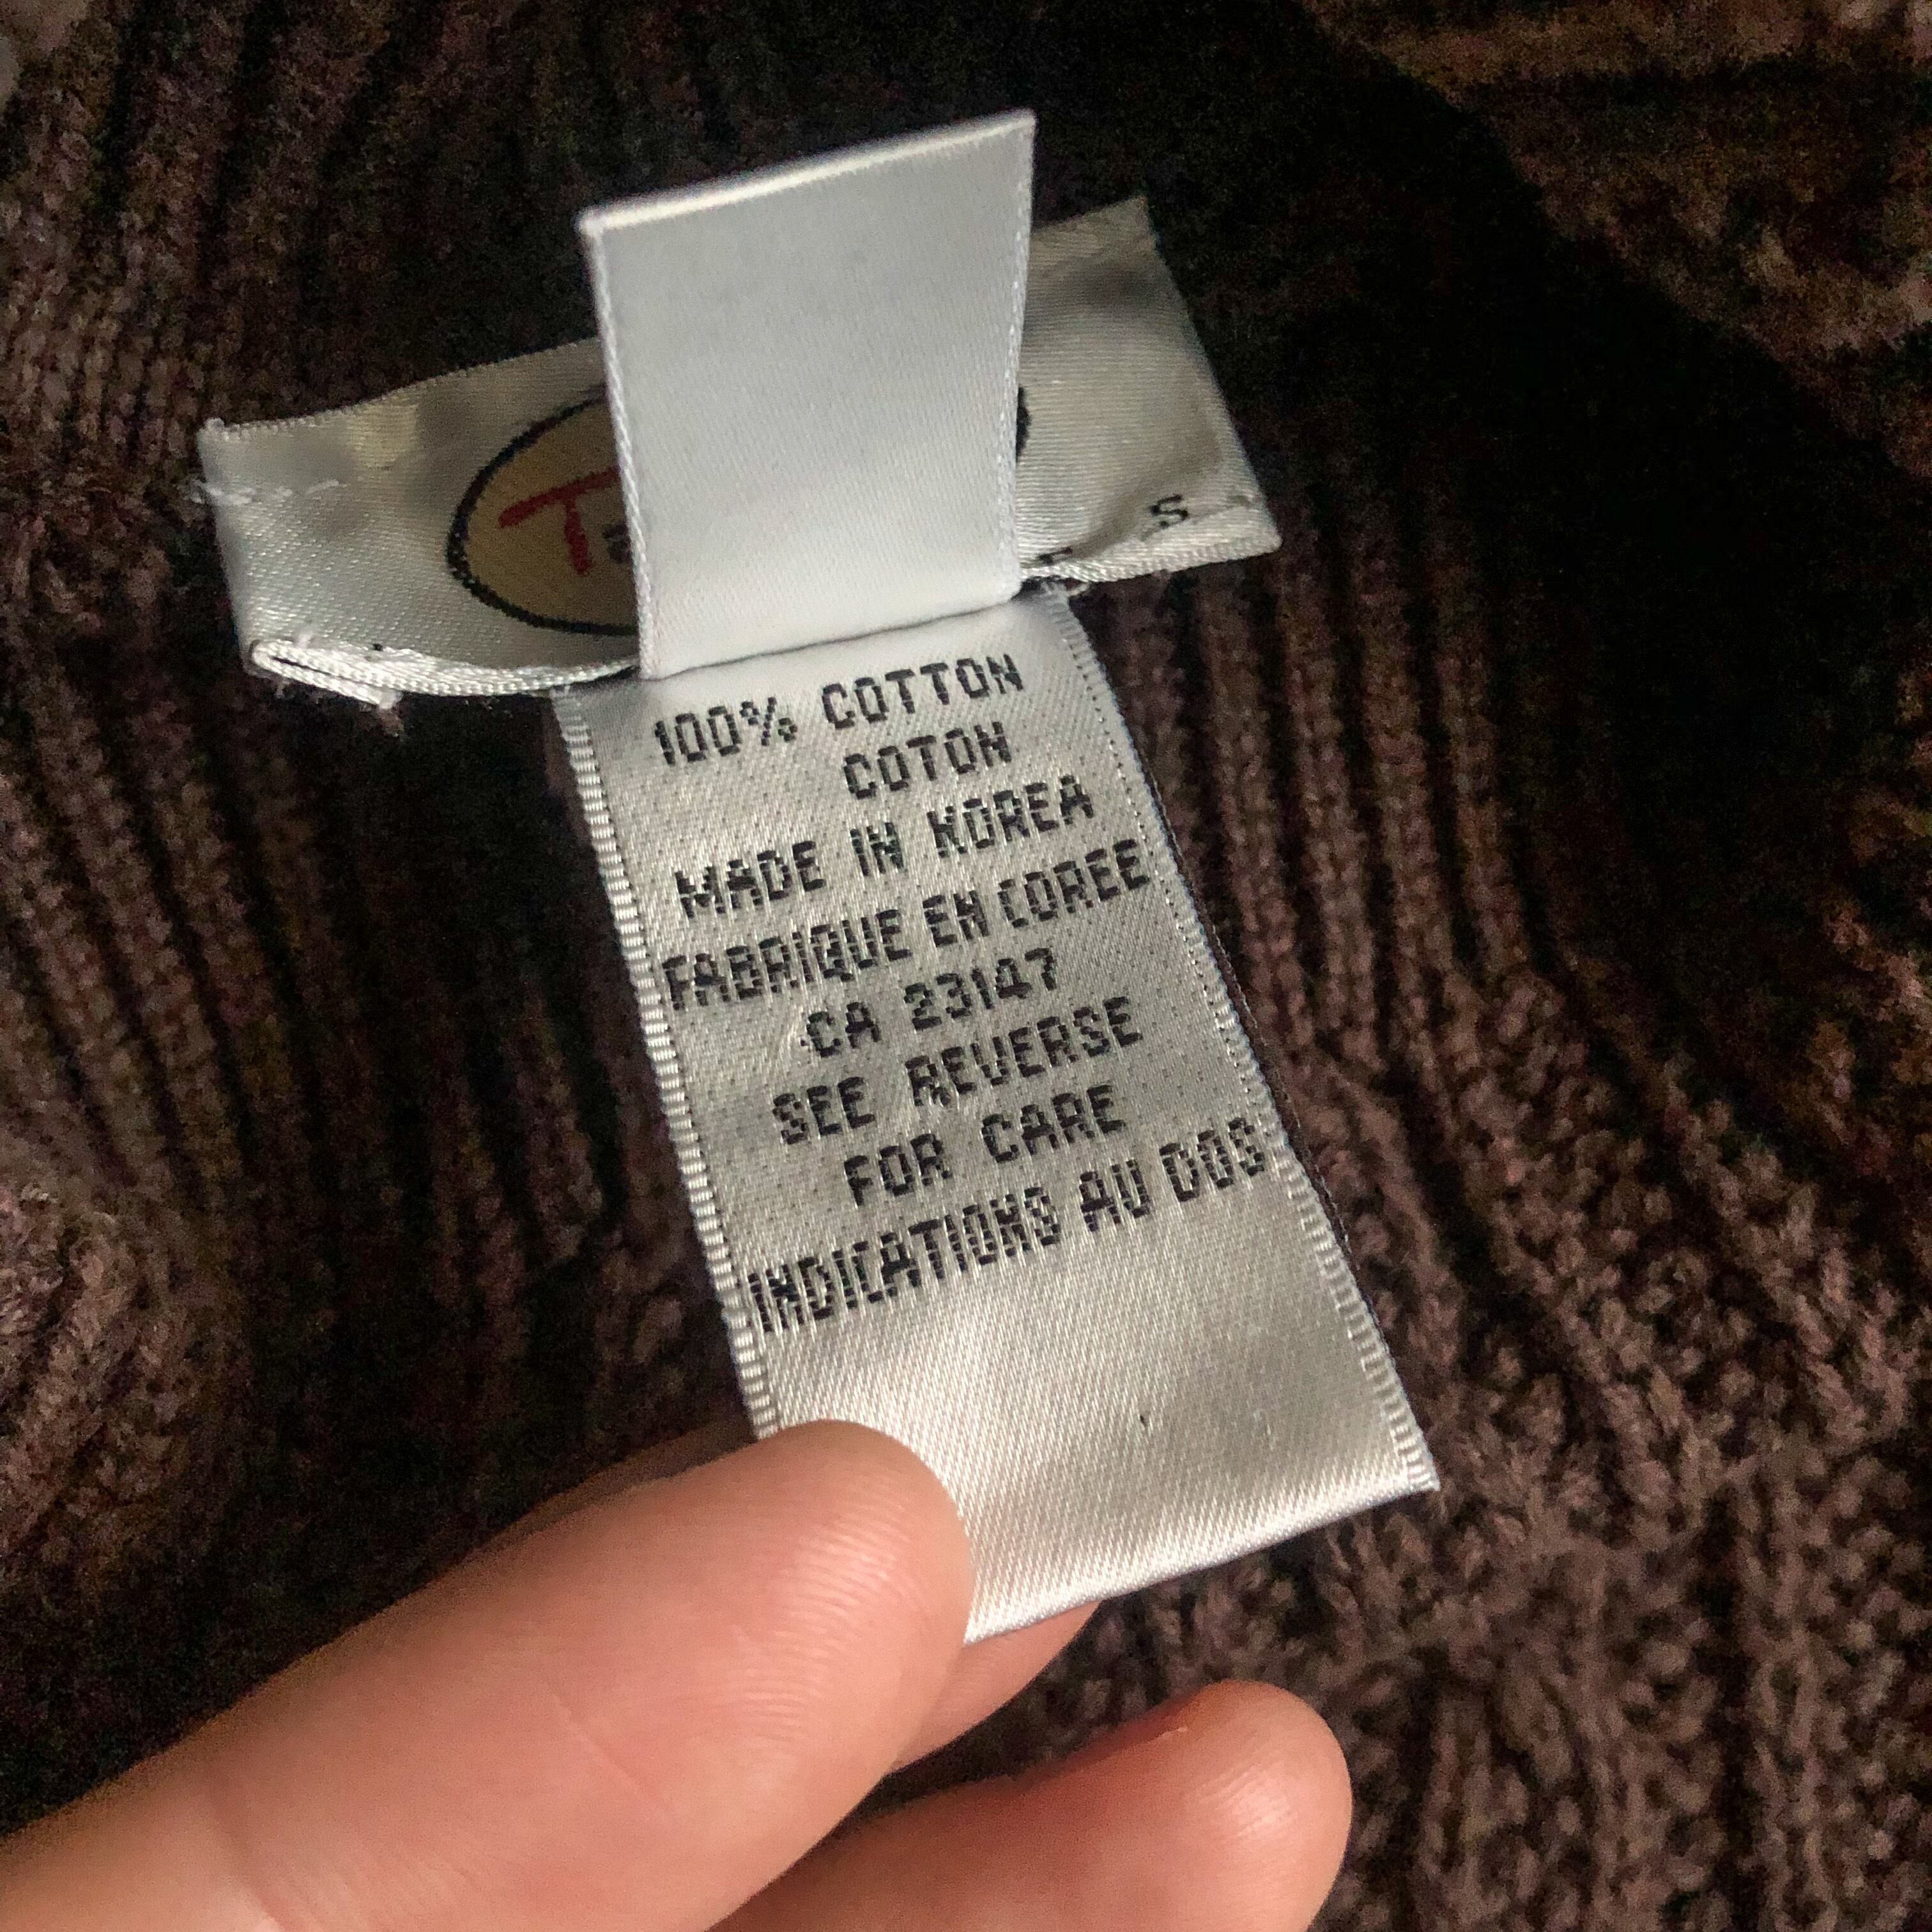 S
100% COTTON
COTON
MADE IN KOREA
FABRIQUE EN COREE
CA 23147
SEE REVERSE
FOR CARE
INDICATIONS AU DOS